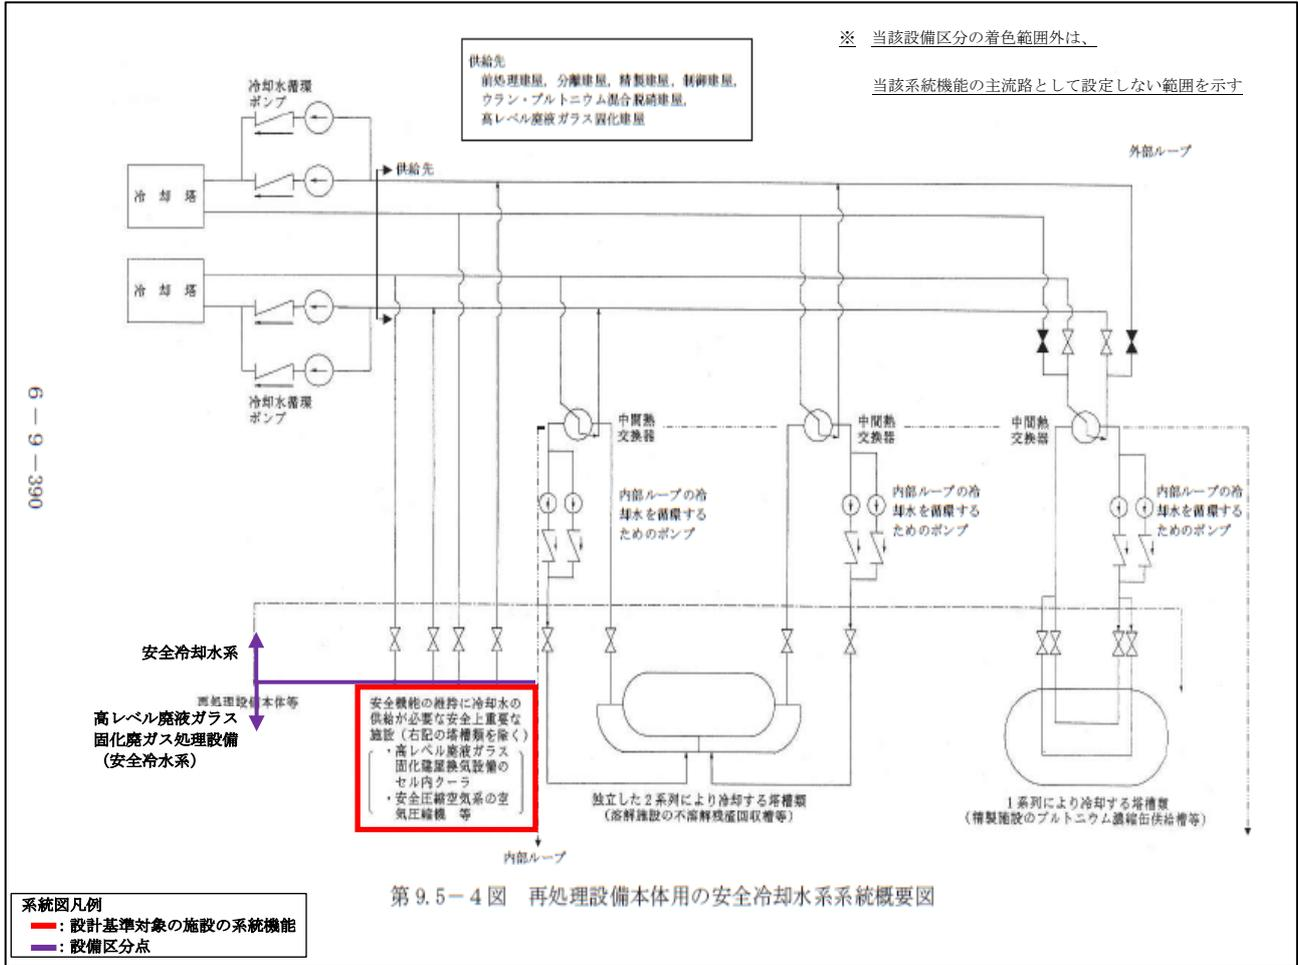 ※ 当該設備区分の着色範囲外は、
当該系統機能の主流路として設定しない範囲を示す
供給先
前処理建屋，分離建屋，精製建屋，制御建屋，
ウラン・プルトニウム混合脱硝建屋，
高レベル廃液ガラス固化建屋
冷却水循環
ポンプ
外部ループ
供給先
冷却塔
冷却塔
冷却水循環
ポンプ
6－9－390
中間熱
交換器
中間熱
交換器
中間熱
交換器
内部ループの冷
却水を循環する
ためのポンプ
内部ループの冷
却水を循環する
ためのポンプ
内部ループの冷
却水を循環する
ためのポンプ
安全冷却水系
再処理設備本体等
高レベル廃液ガラス
固化廃ガス処理設備
（安全冷水系）
安全機能の維持に冷却水の
供給が必要な安全上重要な
施設（右記の塔槽類を除く）
・高レベル廃液ガラス
固化建屋換気設備の
セル内クーラ
・安全圧縮空気系の空
気圧縮機 等
独立した2系列により冷却する塔槽類
（溶解施設の不溶解残渣回収槽等）
1系列により冷却する塔槽類
（精製施設のプルトニウム濃縮缶供給槽等）
内部ループ
第9.5－4図 再処理設備本体用の安全冷却水系系統概要図
系統図凡例
：設計基準対象の施設の系統機能
：設備区分点